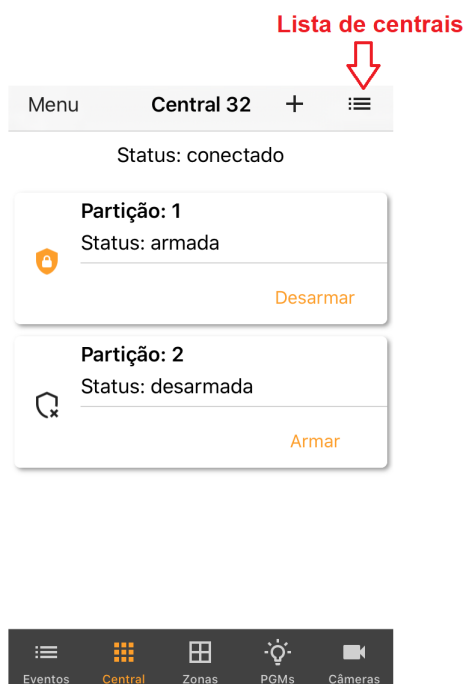 Lista de centrais
Menu Central 32 +
Status: conectado
Partição: 1
Status: armada
Desarmar
Partição: 2
Status: desarmada
Armar
Eventos Central Zonas PGMs Câmeras